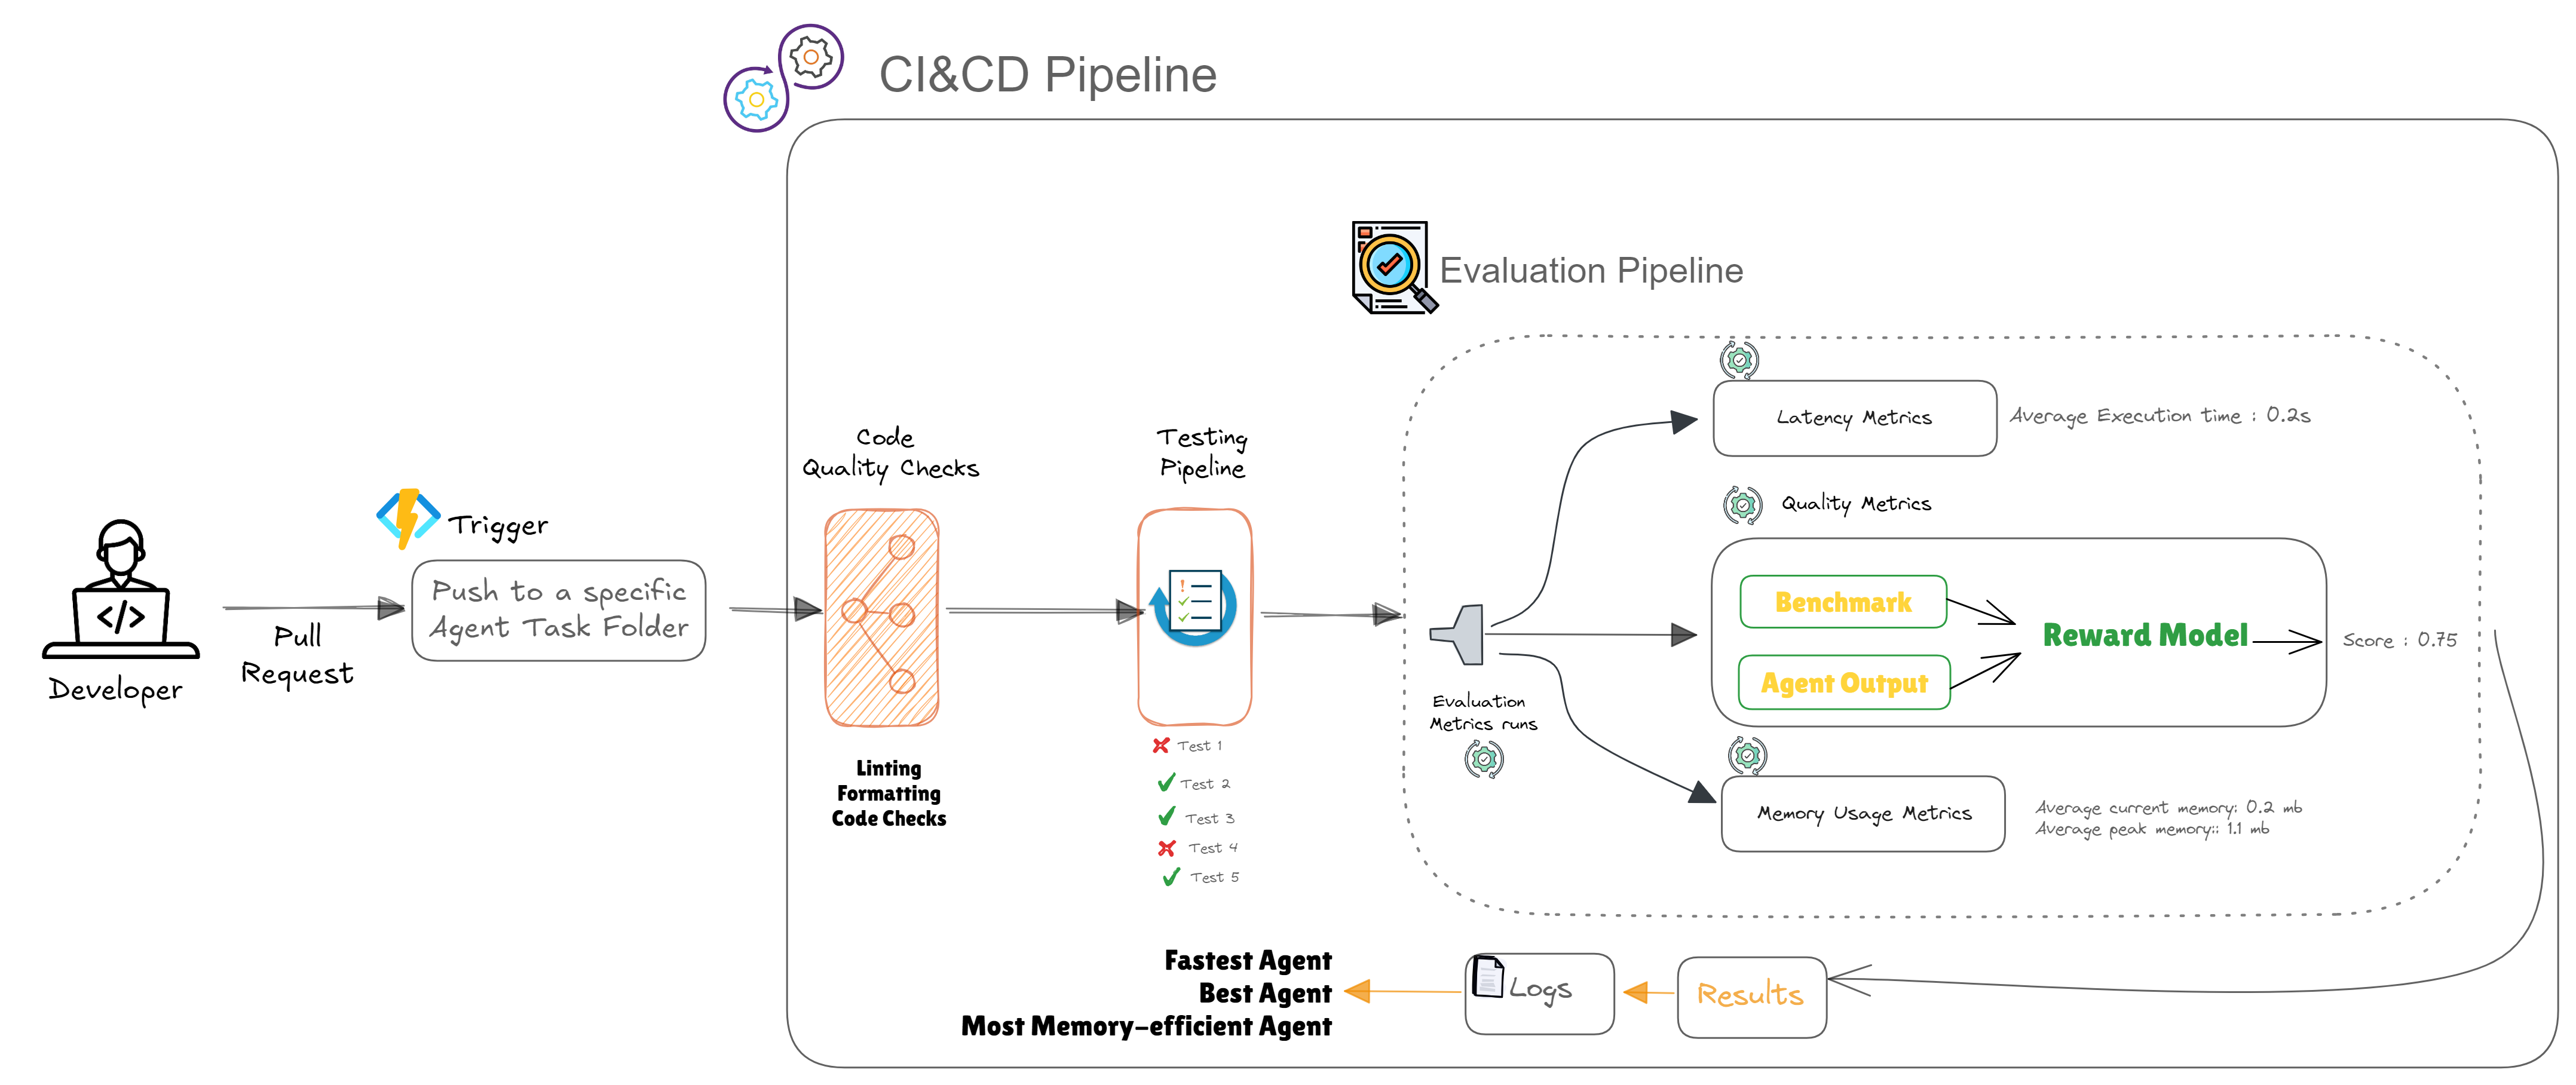 CI&CD Pipeline
Evaluation Pipeline
Developer
Pull
Request
Trigger
Push to a specific
Agent Task Folder
Code
Quality Checks
Linting
Formatting
Code Checks
Testing
Pipeline
Test 1
Test 2
Test 3
Test 4
Test 5
Evaluation
Metrics runs
Latency Metrics
Average Execution time : 0.2s
Quality Metrics
Benchmark
Agent Output
Reward Model
Score : 0.75
Memory Usage Metrics
Average current memory: 0.2 mb
Average peak memory:: 1.1 mb
Results
Logs
Fastest Agent
Best Agent
Most Memory-efficient Agent